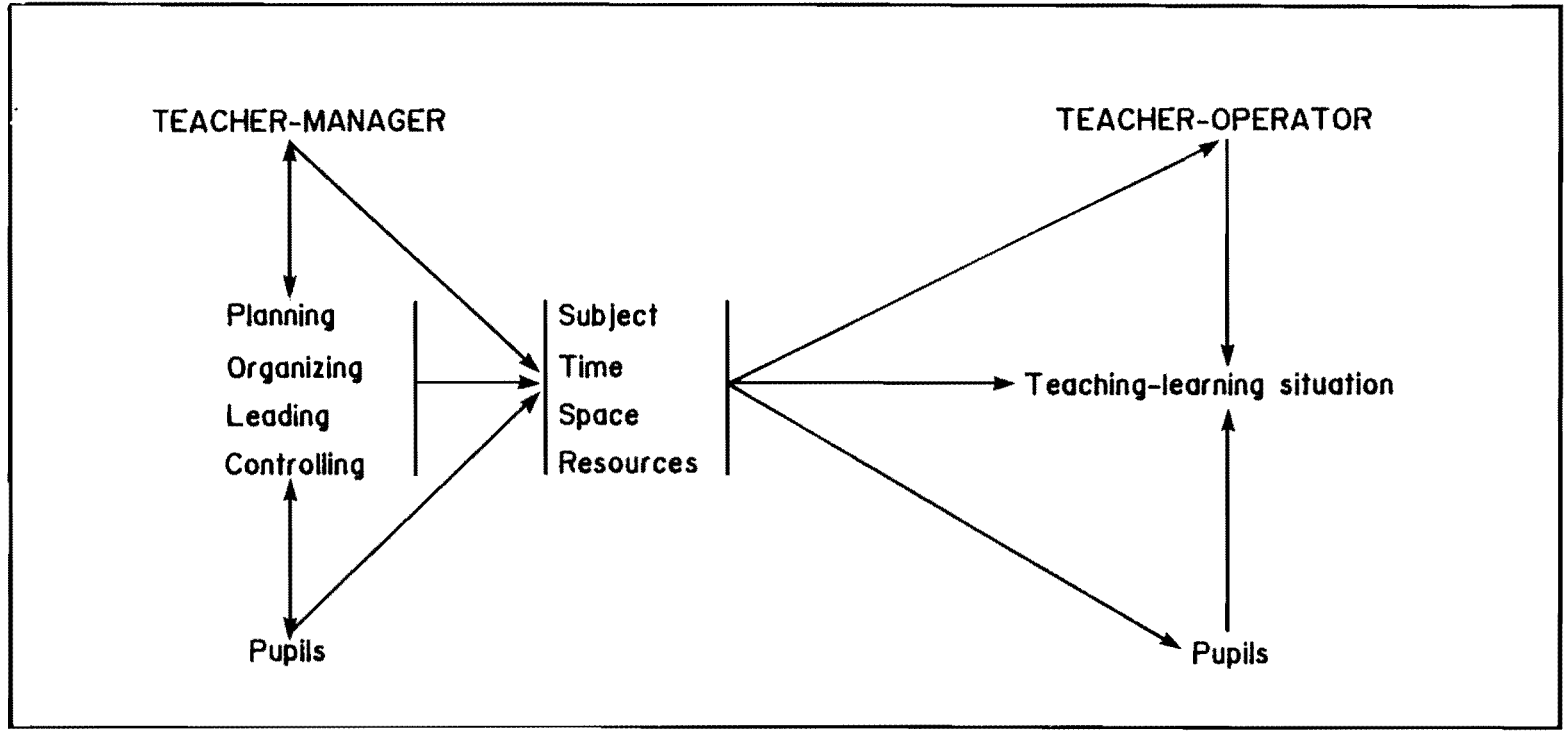 TEACHER-MANAGER
TEACHER-OPERATOR
Planning
Organizing
Leading
Controlling
Subject
Time
Space
Resources
Teaching-learning situation
Pupils
Pupils